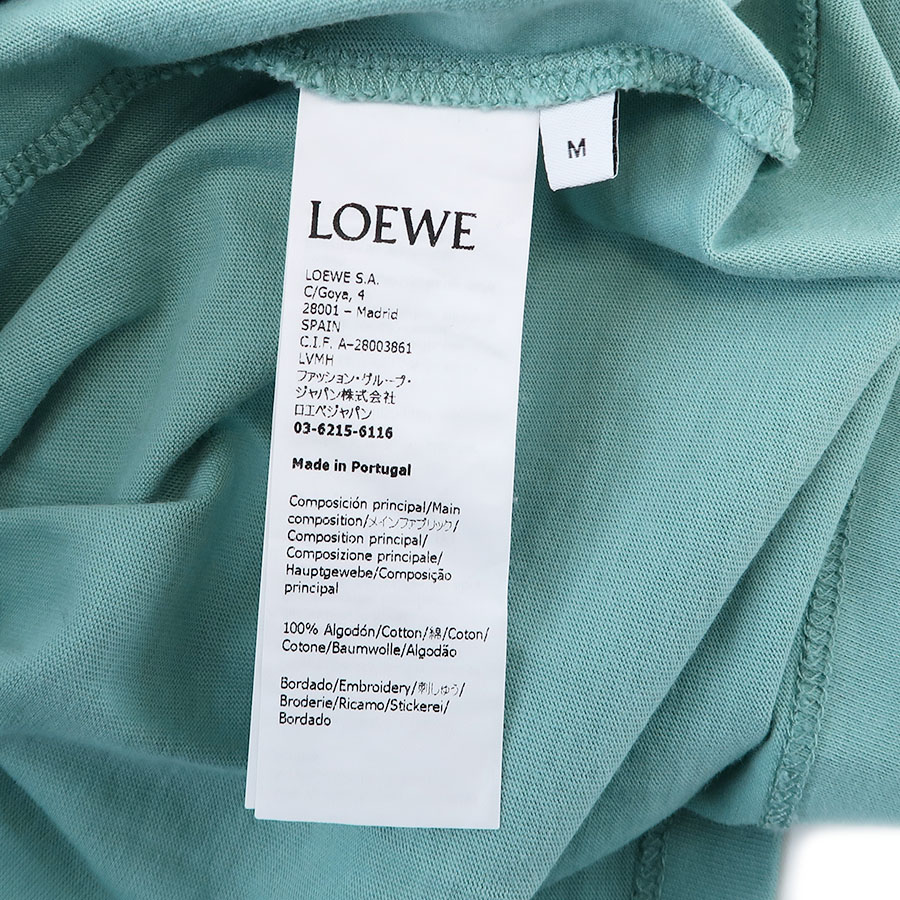 M
LOEWE
LOEWE S.A.
C/Goya, 4
28001 – Madrid
SPAIN
C.I.F. A-28003861
LVMH
ファッション・グループ・
ジャパン株式会社
ロエベジャパン
03-6215-6116
Made in Portugal
Composición principal/Main
composition/メインファブリック/
Composition principal/
Composizione principale/
Hauptgewebe/Composição
principal
100% Algodón/Cotton/綿/Coton/
Cotone/Baumwolle/Algodão
Bordado/Embroidery/刺しゅう/
Broderie/Ricamo/Stickerei/
Bordado